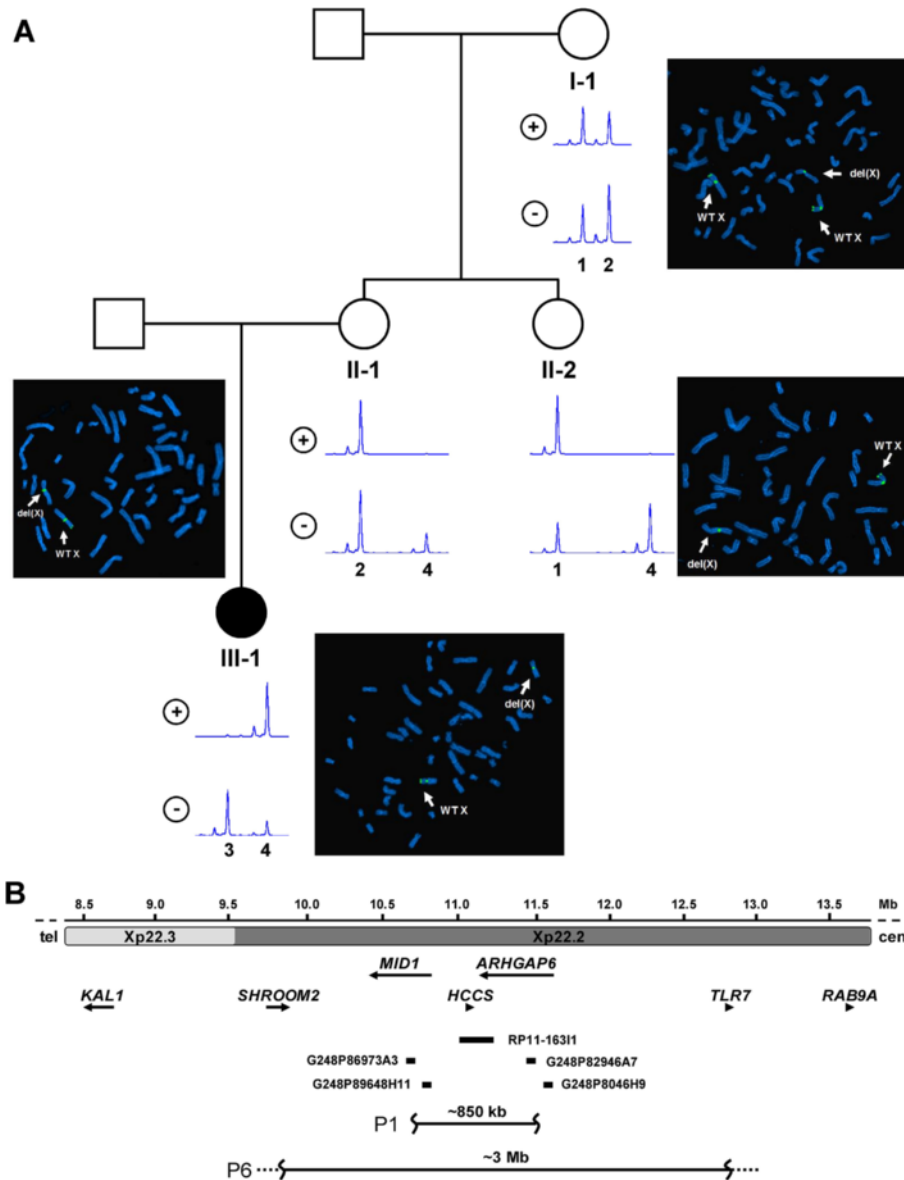 A
I-1
+
-
1 2
del(X)
WT X
WT X
II-1
II-2
+
-
2 4
1 4
del(X)
WT X
WT X
del(X)
III-1
+
-
3 4
del(X)
WT X
B
8.5 9.0 9.5 10.0 10.5 11.0 11.5 12.0 12.5 13.0 13.5 Mb
tel Xp22.3 Xp22.2 cen
MID1 ARHGAP6
KAL1 SHROOM2 HCCS TLR7 RAB9A
RP11-163I1
G248P86973A3 G248P82946A7
G248P89648H11 G248P8046H9
P1 ~850 kb
P6 ~3 Mb